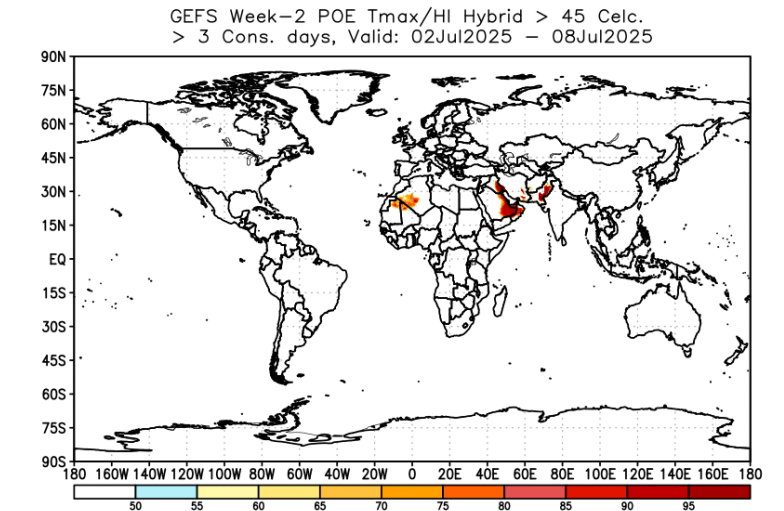 GEFS Week-2 POE Tmax/HI Hybrid > 45 Celc.
> 3 Cons. days, Valid: 02Jul2025 - 08Jul2025
90N
75N
60N
45N
30N
15N
EQ
15S
30S
45S
60S
75S
90S
180 160W 140W 120W 100W 80W 60W 40W 20W 0 20E 40E 60E 80E 100E 120E 140E 160E 180
50 55 60 65 70 75 80 85 90 95